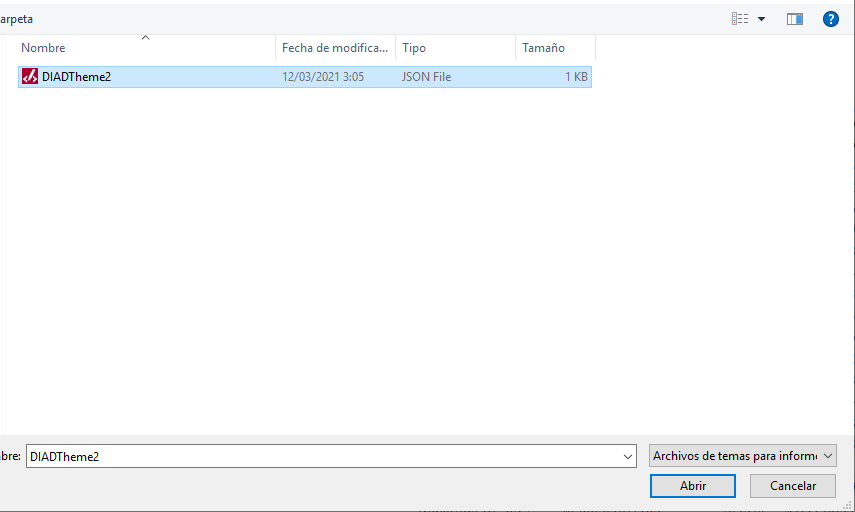 arpeta
Nombre Fecha de modifica... Tipo Tamaño
DIADTheme2 12/03/2021 3:05 JSON File 1 KB
bre: DIADTheme2 Archivos de temas para inform
Abrir Cancelar